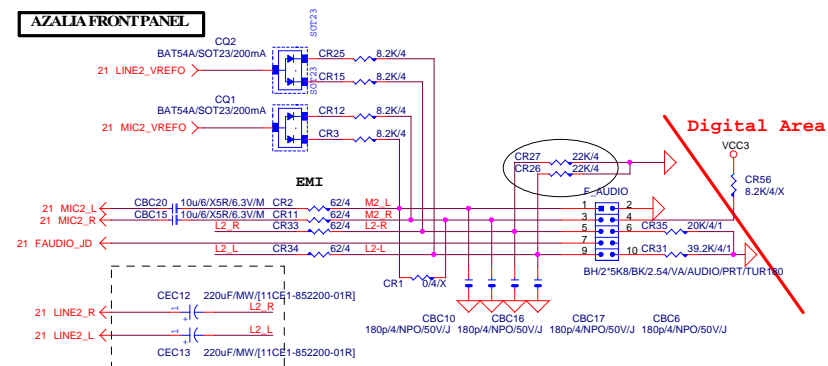 AZALIA FRONT PANEL
CQ2
BAT54A/SOT23/200mA
SOT23
CR25 8.2K/4
21 LINE2_VREFO
CR15 8.2K/4
SOT23
CQ1
BAT54A/SOT23/200mA
CR12 8.2K/4
21 MIC2_VREFO
CR3 8.2K/4
Digital Area
VCC3
CR27 22K/4
CR26 22K/4
CR56
8.2K/4/X
EMI
F_AUDIO
CBC20 10u/6/X5R/6.3V/M CR2 62/4 M2_L
21 MIC2_L
1 2
CBC15 10u/6/X5R/6.3V/M CR11 62/4 M2_R
21 MIC2_R
3 4
L2_R CR33 62/4 L2-R
5 6 CR35 20K/4/1
21 FAUDIO_JD
7
L2_L CR34 62/4 L2-L
9 10 CR31 39.2K/4/1
BH/2*5K8/BK/2.54/VA/AUDIO/PRT/TUR180
CR1 0/4/X
CEC12 220uF/MW/[11CE1-852200-01R]
21 LINE2_R 1 + L2_R
21 LINE2_L 1 + L2_L
CEC13 220uF/MW/[11CE1-852200-01R]
CBC10 CBC16 CBC17 CBC6
180p/4/NPO/50V/J 180p/4/NPO/50V/J 180p/4/NPO/50V/J 180p/4/NPO/50V/J